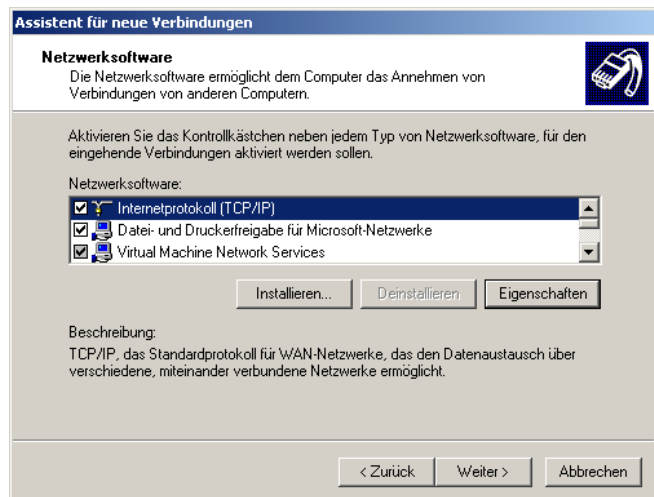 Assistent für neue Verbindungen
Netzwerksoftware
Die Netzwerksoftware ermöglicht dem Computer das Annehmen von
Verbindungen von anderen Computern.
Aktivieren Sie das Kontrollkästchen neben jedem Typ von Netzwerksoftware, für den
eingehende Verbindungen aktiviert werden sollen.
Netzwerksoftware:
Internetprotokoll (TCP/IP)
Datei- und Druckerfreigabe für Microsoft-Netzwerke
Virtual Machine Network Services
Installieren... Deinstallieren Eigenschaften
Beschreibung:
TCP/IP, das Standardprotokoll für WAN-Netzwerke, das den Datenaustausch über
verschiedene, miteinander verbundene Netzwerke ermöglicht.
< Zurück Weiter > Abbrechen